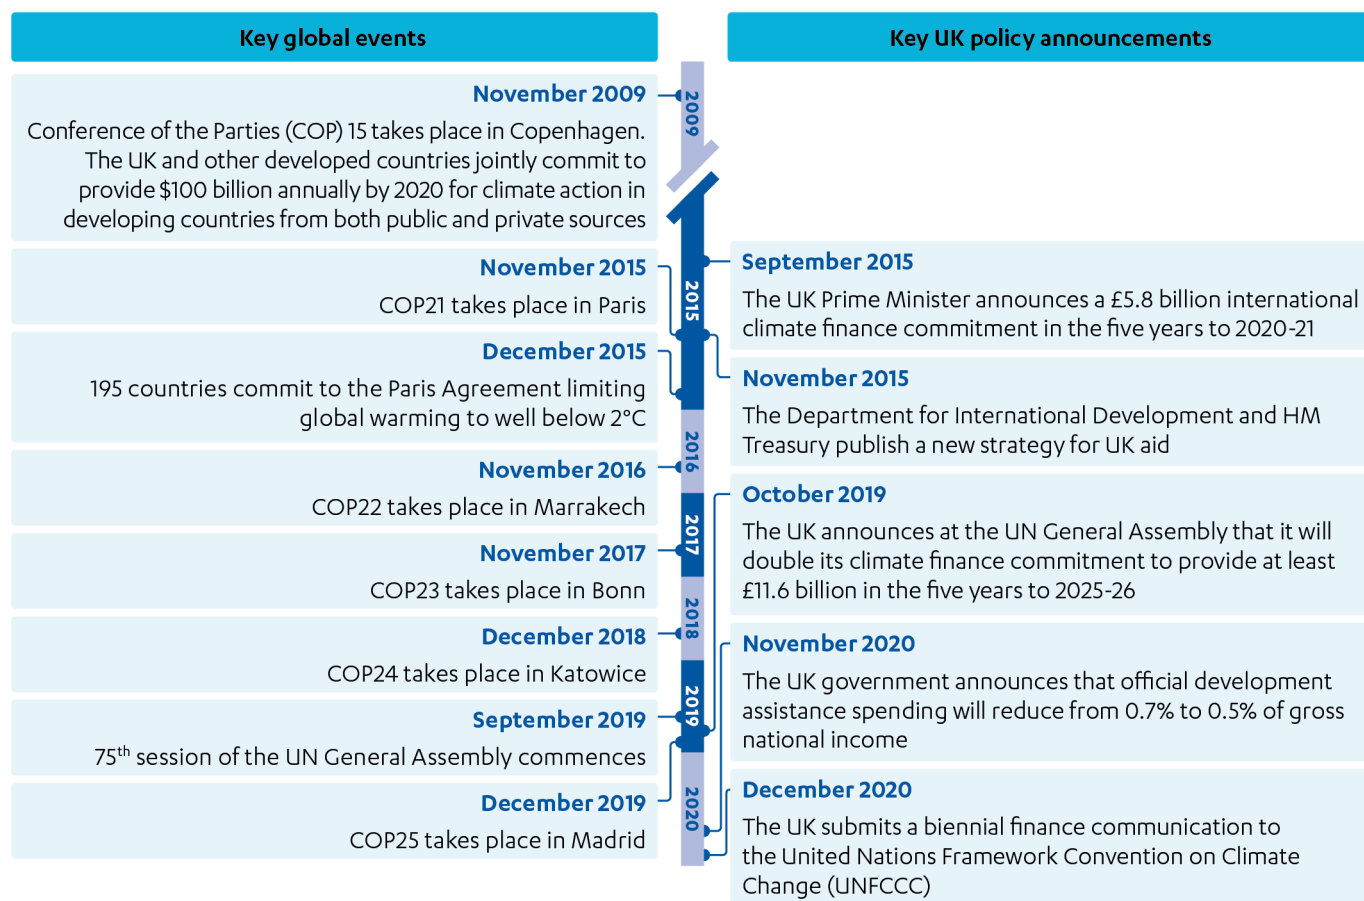 Key global events
November 2009
Conference of the Parties (COP) 15 takes place in Copenhagen.
The UK and other developed countries jointly commit to
provide $100 billion annually by 2020 for climate action in
developing countries from both public and private sources
November 2015
COP21 takes place in Paris
December 2015
195 countries commit to the Paris Agreement limiting
global warming to well below 2°C
November 2016
COP22 takes place in Marrakech
November 2017
COP23 takes place in Bonn
December 2018
COP24 takes place in Katowice
September 2019
75th session of the UN General Assembly commences
December 2019
COP25 takes place in Madrid
2009
2015
2016
2017
2018
2019
2020
Key UK policy announcements
September 2015
The UK Prime Minister announces a £5.8 billion international
climate finance commitment in the five years to 2020-21
November 2015
The Department for International Development and HM
Treasury publish a new strategy for UK aid
October 2019
The UK announces at the UN General Assembly that it will
double its climate finance commitment to provide at least
£11.6 billion in the five years to 2025-26
November 2020
The UK government announces that official development
assistance spending will reduce from 0.7% to 0.5% of gross
national income
December 2020
The UK submits a biennial finance communication to
the United Nations Framework Convention on Climate
Change (UNFCCC)